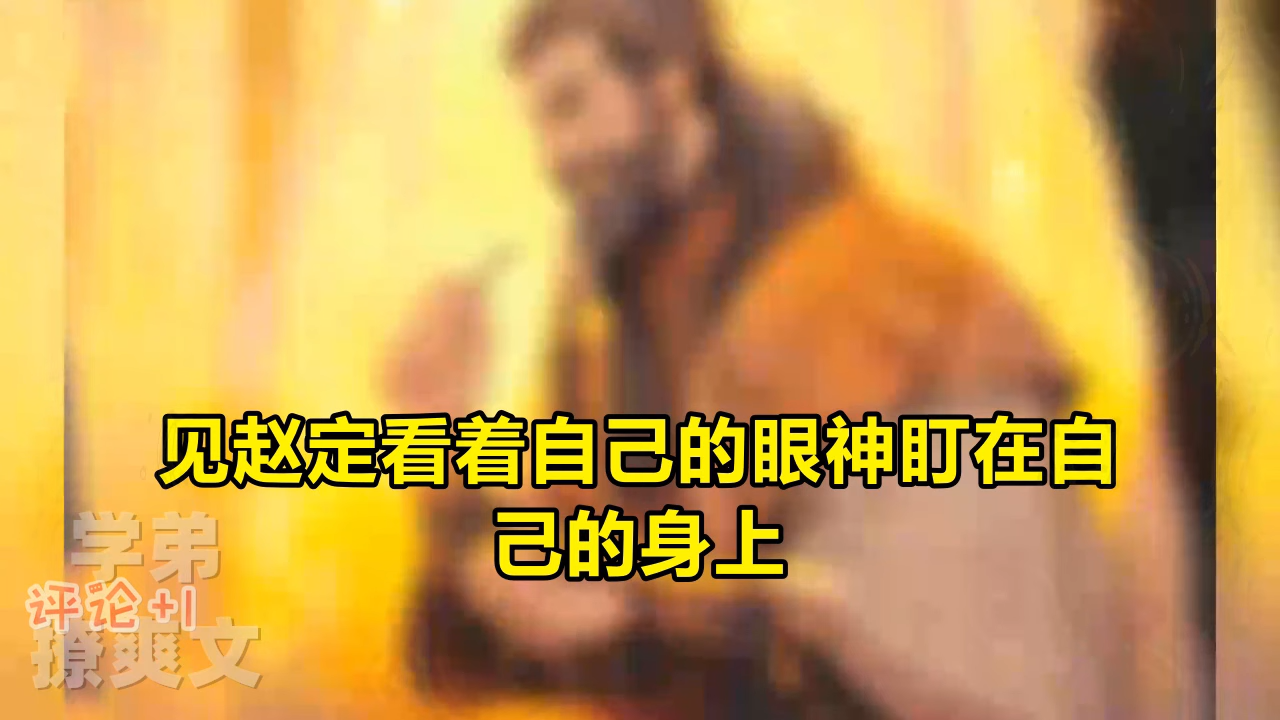 见赵定看着自己的眼神盯在自
己的身上
学弟
评论+1
撩爽文